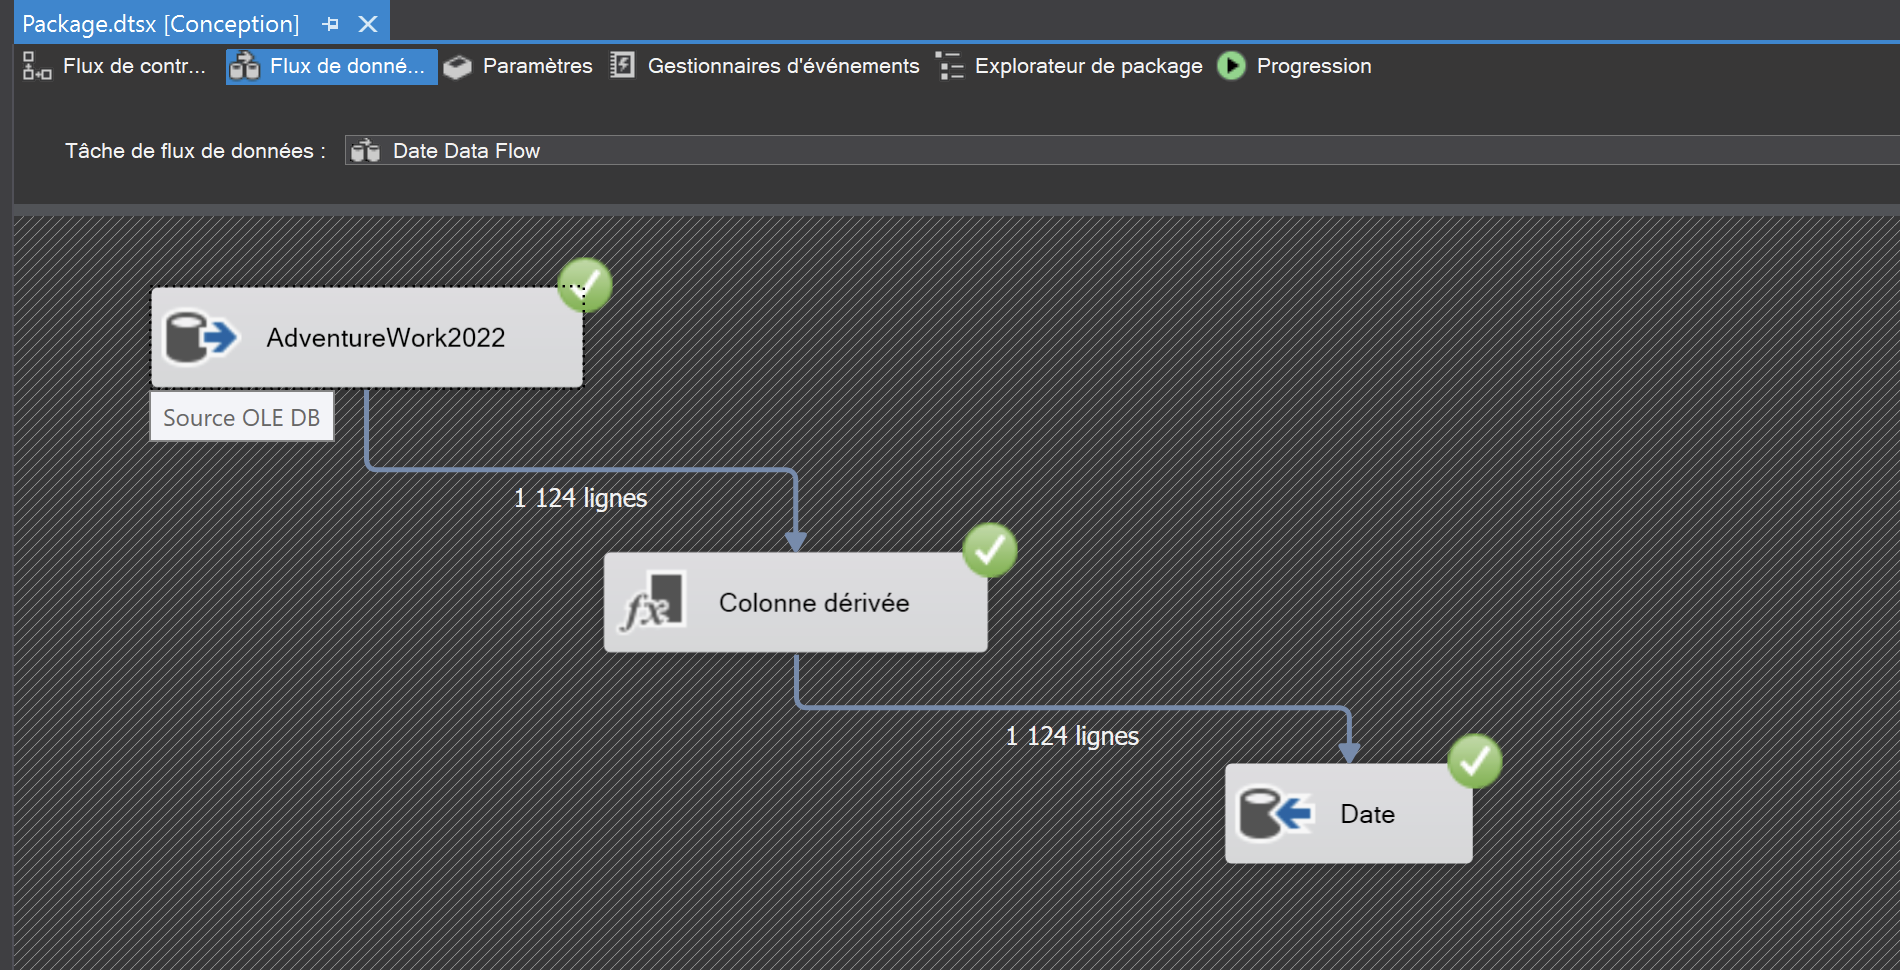 Package.dtsx [Conception]
Flux de contr... Flux de donné... Paramètres Gestionnaires d'événements Explorateur de package Progression
Tâche de flux de données : Date Data Flow
AdventureWork2022
Source OLE DB
1 124 lignes
fx Colonne dérivée
1 124 lignes
Date